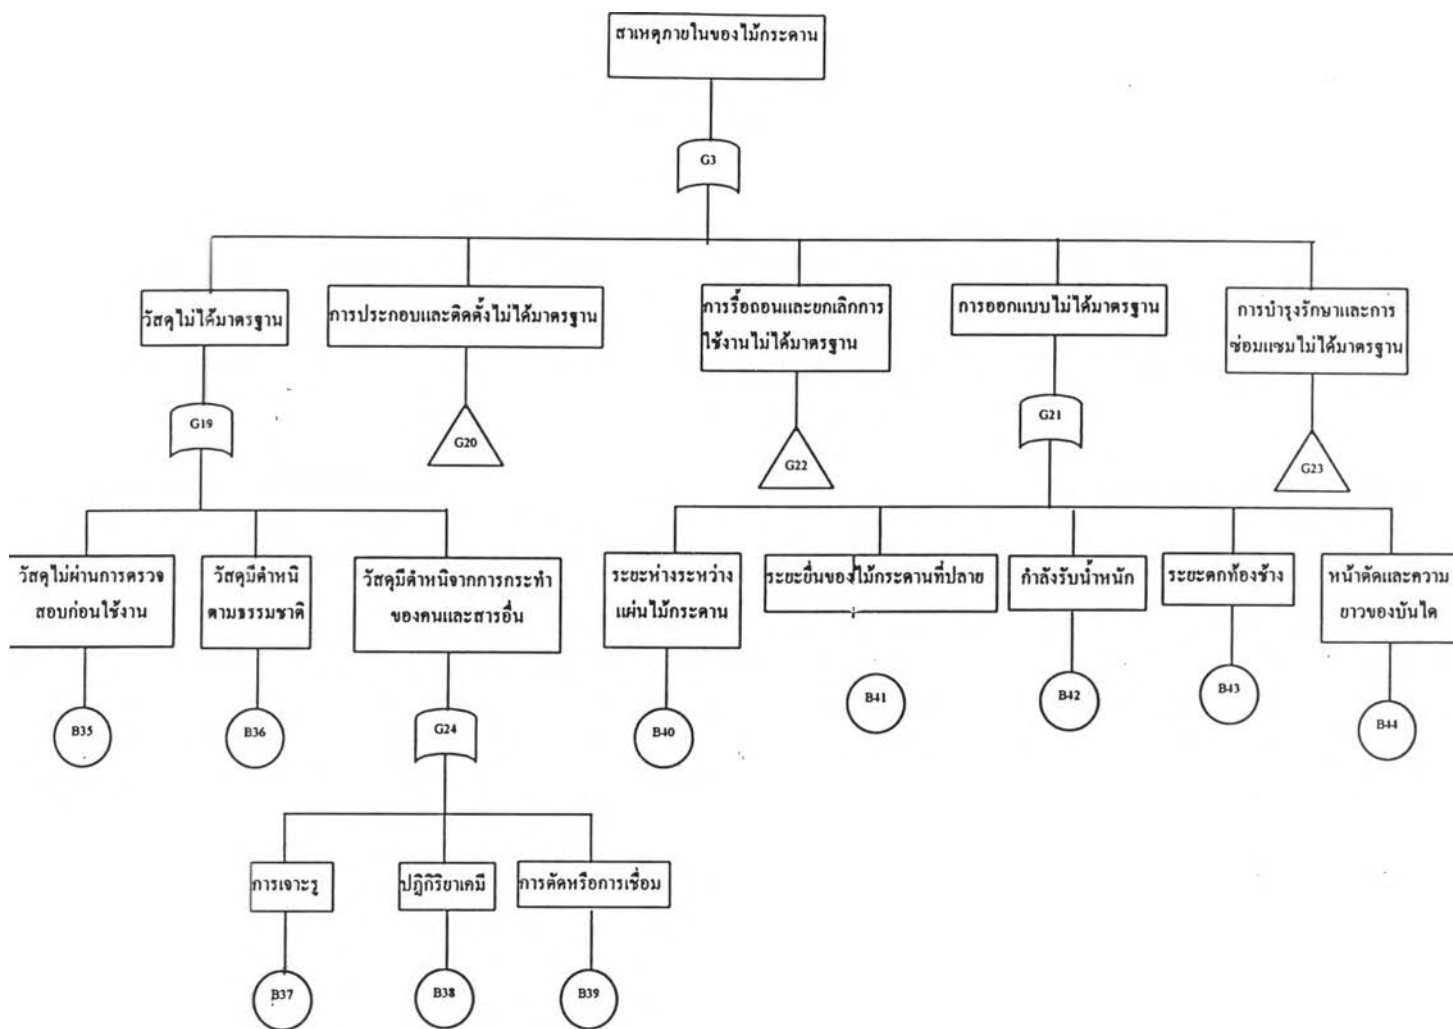 สาเหตุภายในของไม้กระดาน
G3
วัสดุไม่ได้มาตรฐาน
การประกอบและติดตั้งไม่ได้มาตรฐาน
การรื้อถอนและยกเลิกการ
ใช้งานไม่ได้มาตรฐาน
การออกแบบไม่ได้มาตรฐาน
การบำรุงรักษาและการ
ซ่อมแซมไม่ได้มาตรฐาน
G19
G20
G22
G21
G23
วัสดุไม่ผ่านการตรวจ
สอบก่อนใช้งาน
วัสดุมีตำหนิ
ตามธรรมชาติ
วัสดุมีตำหนิจากการกระทำ
ของคนและสารอื่น
ระยะห่างระหว่าง
แผ่นไม้กระดาน
ระยะยื่นของไม้กระดานที่ปลาย
กำลังรับน้ำหนัก
ระยะตกท้องช้าง
หน้าตัดและความ
ยาวของบันได
B35
B36
G24
B40
B41
B42
B43
B44
การเจาะรู
ปฏิกิริยาเคมี
การตัดหรือการเชื่อม
B37
B38
B39